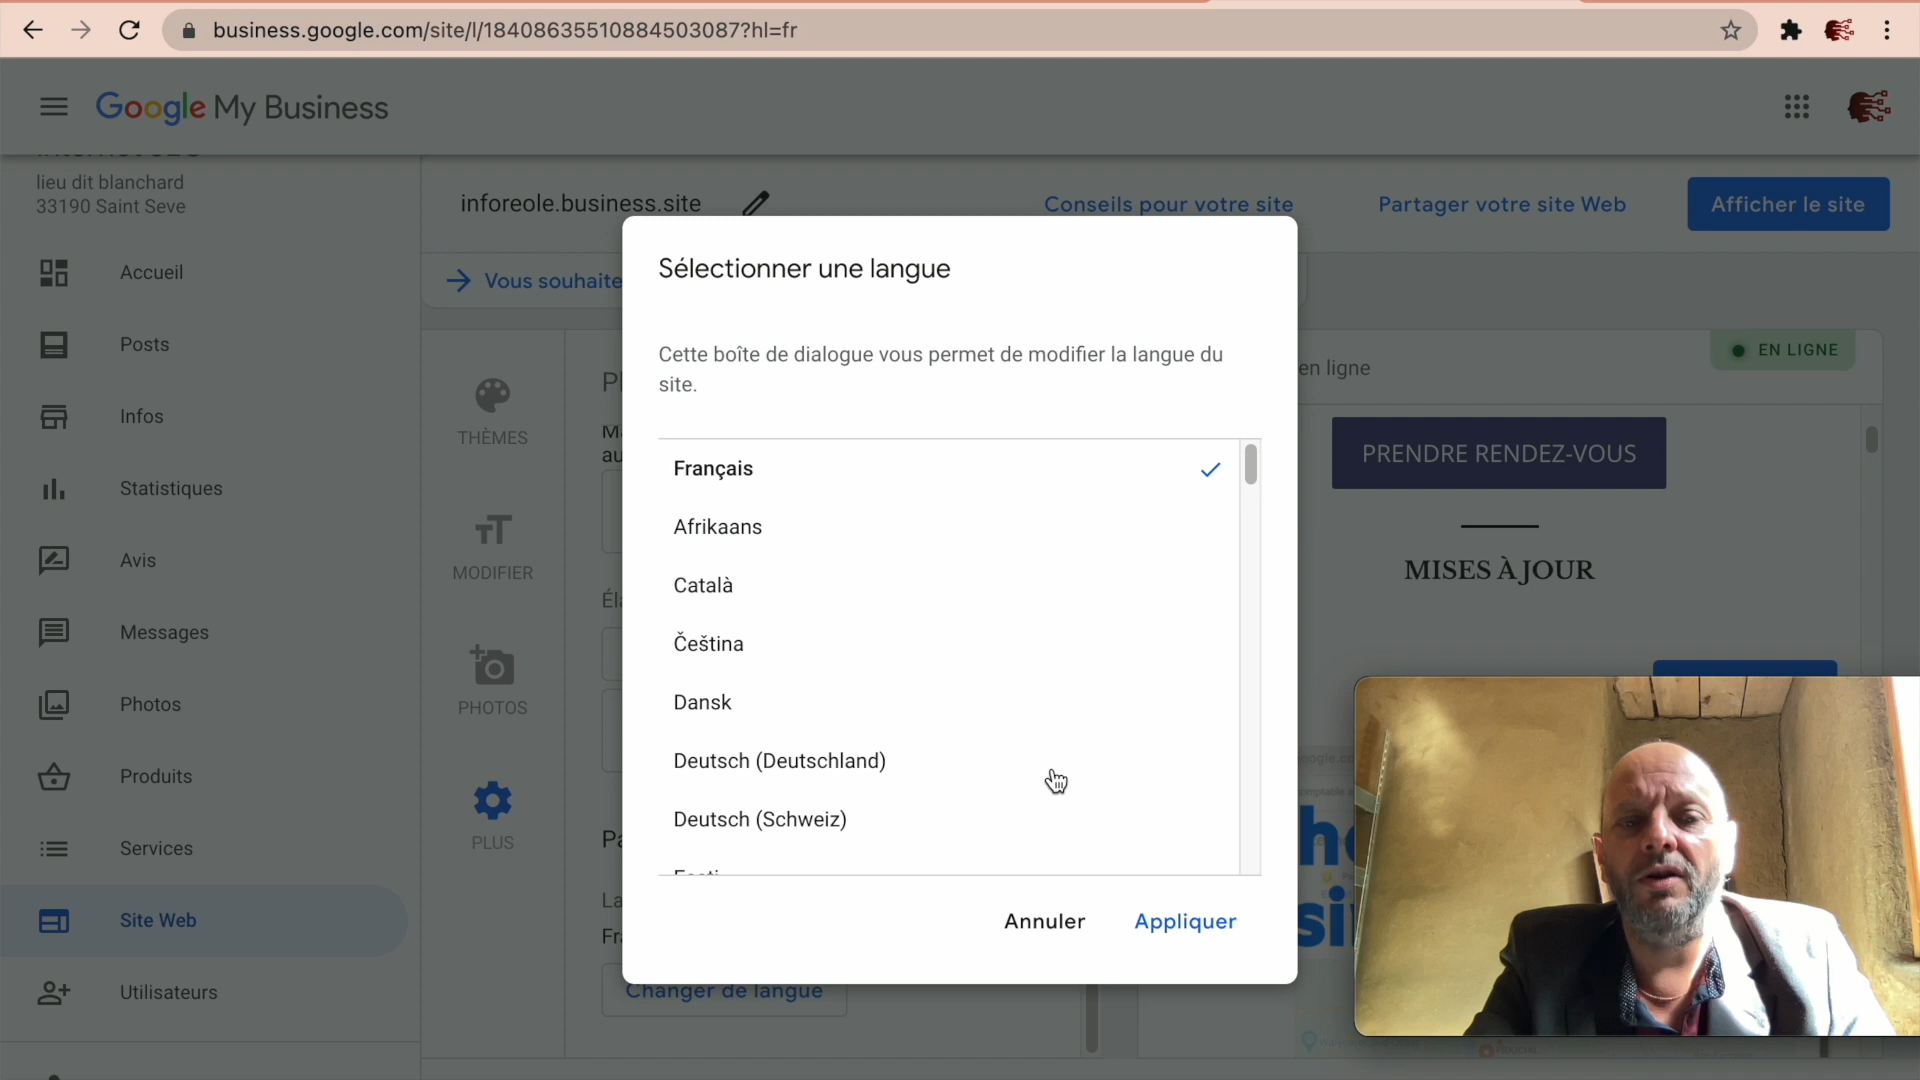 business.google.com/site/l/18408635510884503087?hl=fr
Google My Business
lieu dit blanchard
33190 Saint Seve
Accueil
Posts
Infos
Statistiques
Avis
Messages
Photos
Produits
Services
Site Web
Utilisateurs
inforeole.business.site
Conseils pour votre site
Partager votre site Web
Afficher le site
Vous souhaite
THÈMES
MODIFIER
PHOTOS
PLUS
Sélectionner une langue
Cette boîte de dialogue vous permet de modifier la langue du
site.
Français
Afrikaans
Català
Čeština
Dansk
Deutsch (Deutschland)
Deutsch (Schweiz)
Annuler
Appliquer
Changer de langue
en ligne
EN LIGNE
PRENDRE RENDEZ-VOUS
MISES À JOUR